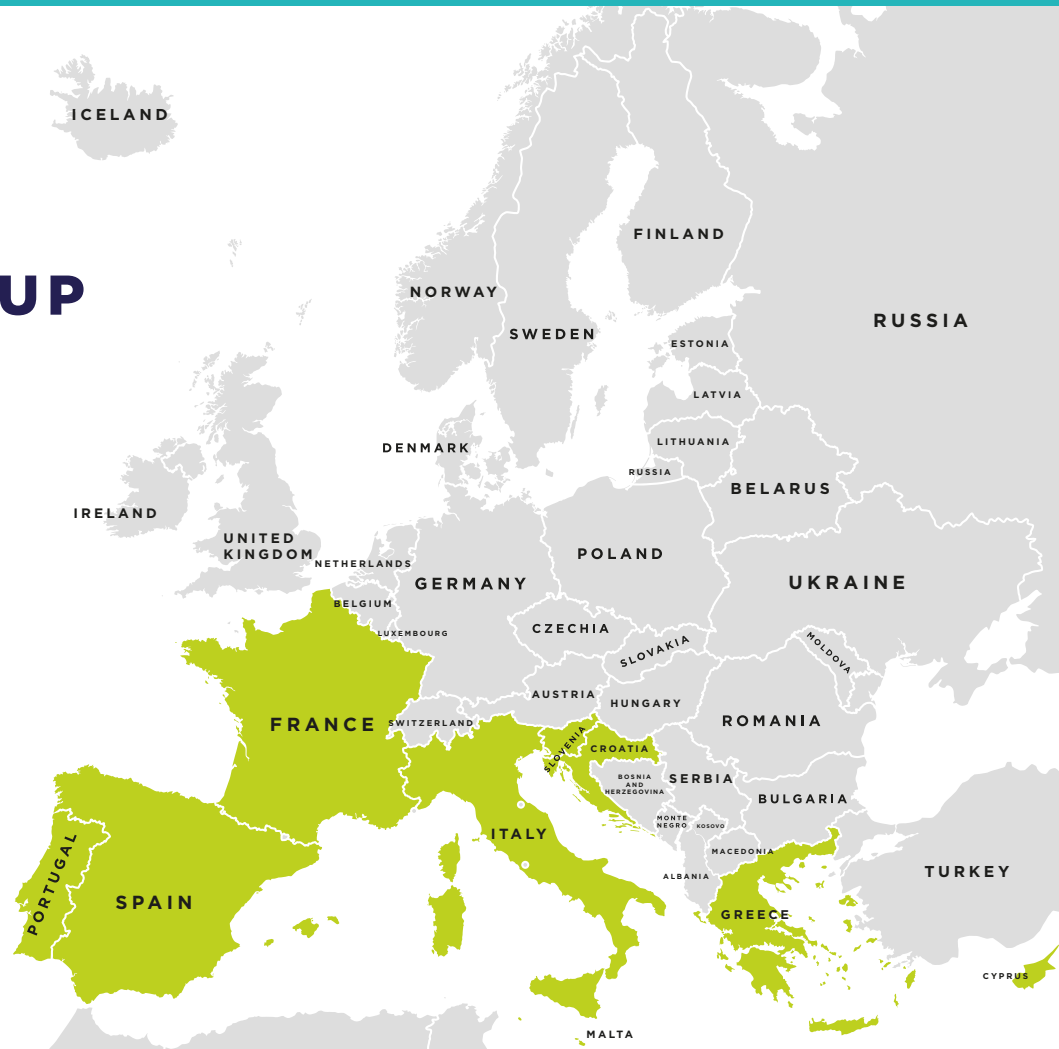 ICELAND
FINLAND
UP
NORWAY
RUSSIA
SWEDEN
ESTONIA
LATVIA
DENMARK
LITHUANIA
RUSSIA
BELARUS
IRELAND
UNITED
KINGDOM
POLAND
NETHERLANDS
GERMANY
UKRAINE
BELGIUM
CZECHIA
LUXEMBOURG
SLOVAKIA
MOLDOVA
AUSTRIA
HUNGARY
FRANCE
SWITZERLAND
ROMANIA
SLOVENIA
CROATIA
BOSNIA
AND
HERZEGOVINA
SERBIA
BULGARIA
MONTE
NEGRO
KOSOVO
ITALY
MACEDONIA
PORTUGAL
ALBANIA
TURKEY
SPAIN
GREECE
CYPRUS
MALTA